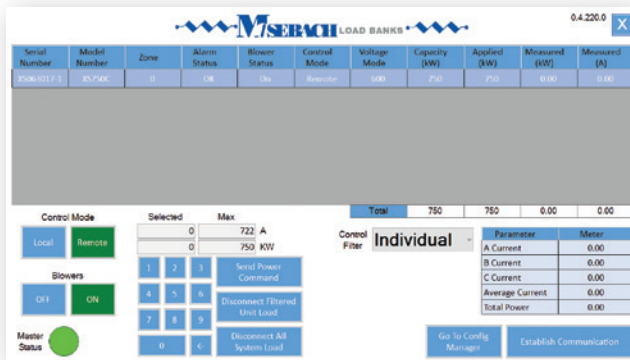 0.4.220.0
X
MOSEBACH LOAD BANKS
Serial Number
Model Number
Zone
Alarm Status
Blower Status
Control Mode
Voltage Mode
Capacity (kW)
Applied (kW)
Measured (kW)
Measured (A)
X5750C 0 OK On Remote 600 250 750 0.00 0.00
Total 750 750 0.00 0.00
Control Mode
Local Remote
Blowers
OFF ON
Master Status
Selected Max
0 722 A
0 750 KW
1 2 3
4 5 6
7 8 9
0 <-
Send Power Command
Disconnect Filtered Unit Load
Disconnect All System Load
Control Filter
Individual
Parameter Meter
A Current 0.00
B Current 0.00
C Current 0.00
Average Current 0.00
Total Power 0.00
Go To Config Manager
Establish Communication